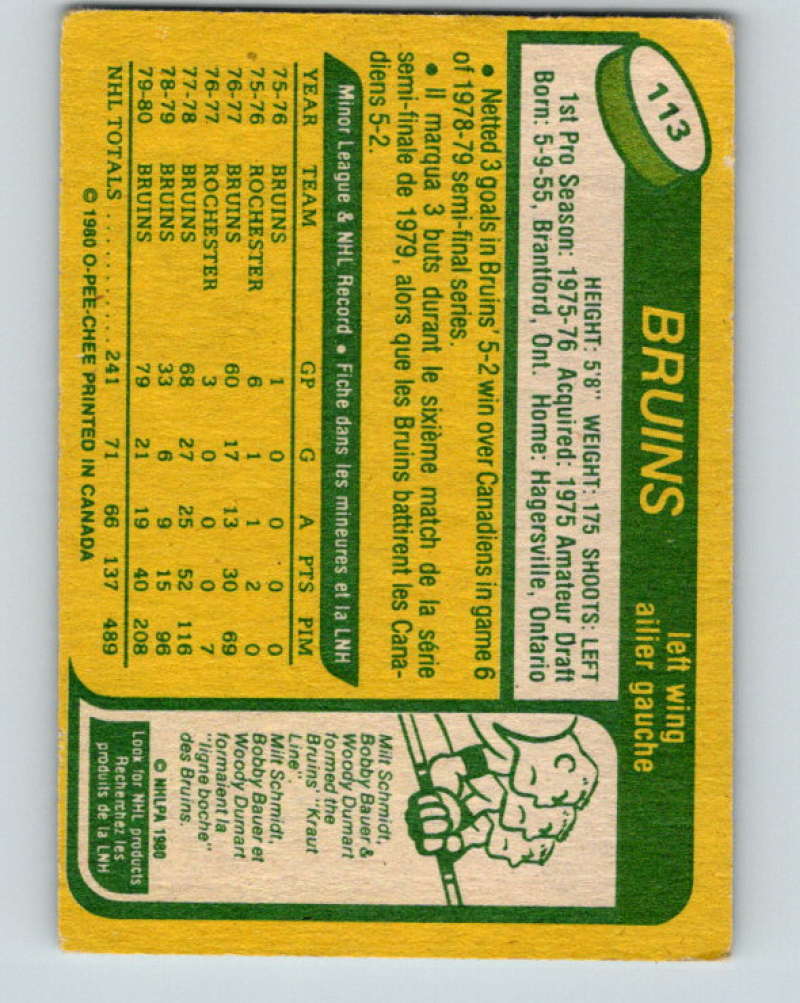 113
BRUINS
left wing
ailier gauche
HEIGHT: 5'8" WEIGHT: 175 SHOOTS: LEFT
1st Pro Season: 1975-76 Acquired: 1975 Amateur Draft
Born: 5-9-55, Brantford, Ont. Home: Hagersville, Ontario
• Netted 3 goals in Bruins' 5-2 win over Canadiens in game 6
of 1978-79 semi-final series.
• Il marqua 3 buts durant le sixième match de la série
semi-finale de 1979, alors que les Bruins battirent les Cana-
diens 5-2.
Minor League & NHL Record • Fiche dans les mineures et la LNH
YEAR TEAM GP G A PTS PIM
75-76 BRUINS 1 0 0 0 0
75-76 ROCHESTER 6 1 1 2 0
76-77 BRUINS 60 17 13 30 69
76-77 ROCHESTER 3 0 0 0 7
77-78 BRUINS 68 27 25 52 116
78-79 BRUINS 33 6 9 15 96
79-80 BRUINS 79 21 19 40 208
NHL TOTALS .......... 241 71 66 137 489
© 1980 O-PEE-CHEE PRINTED IN CANADA
Milt Schmidt,
Bobby Bauer &
Woody Dumart
formed the
Bruins' "Kraut
Line".
Milt Schmidt,
Bobby Bauer et
Woody Dumart
formaient la
"ligne boche"
des Bruins.
© NHLPA 1980
Look for NHL products
Recherchez les
produits de la LNH